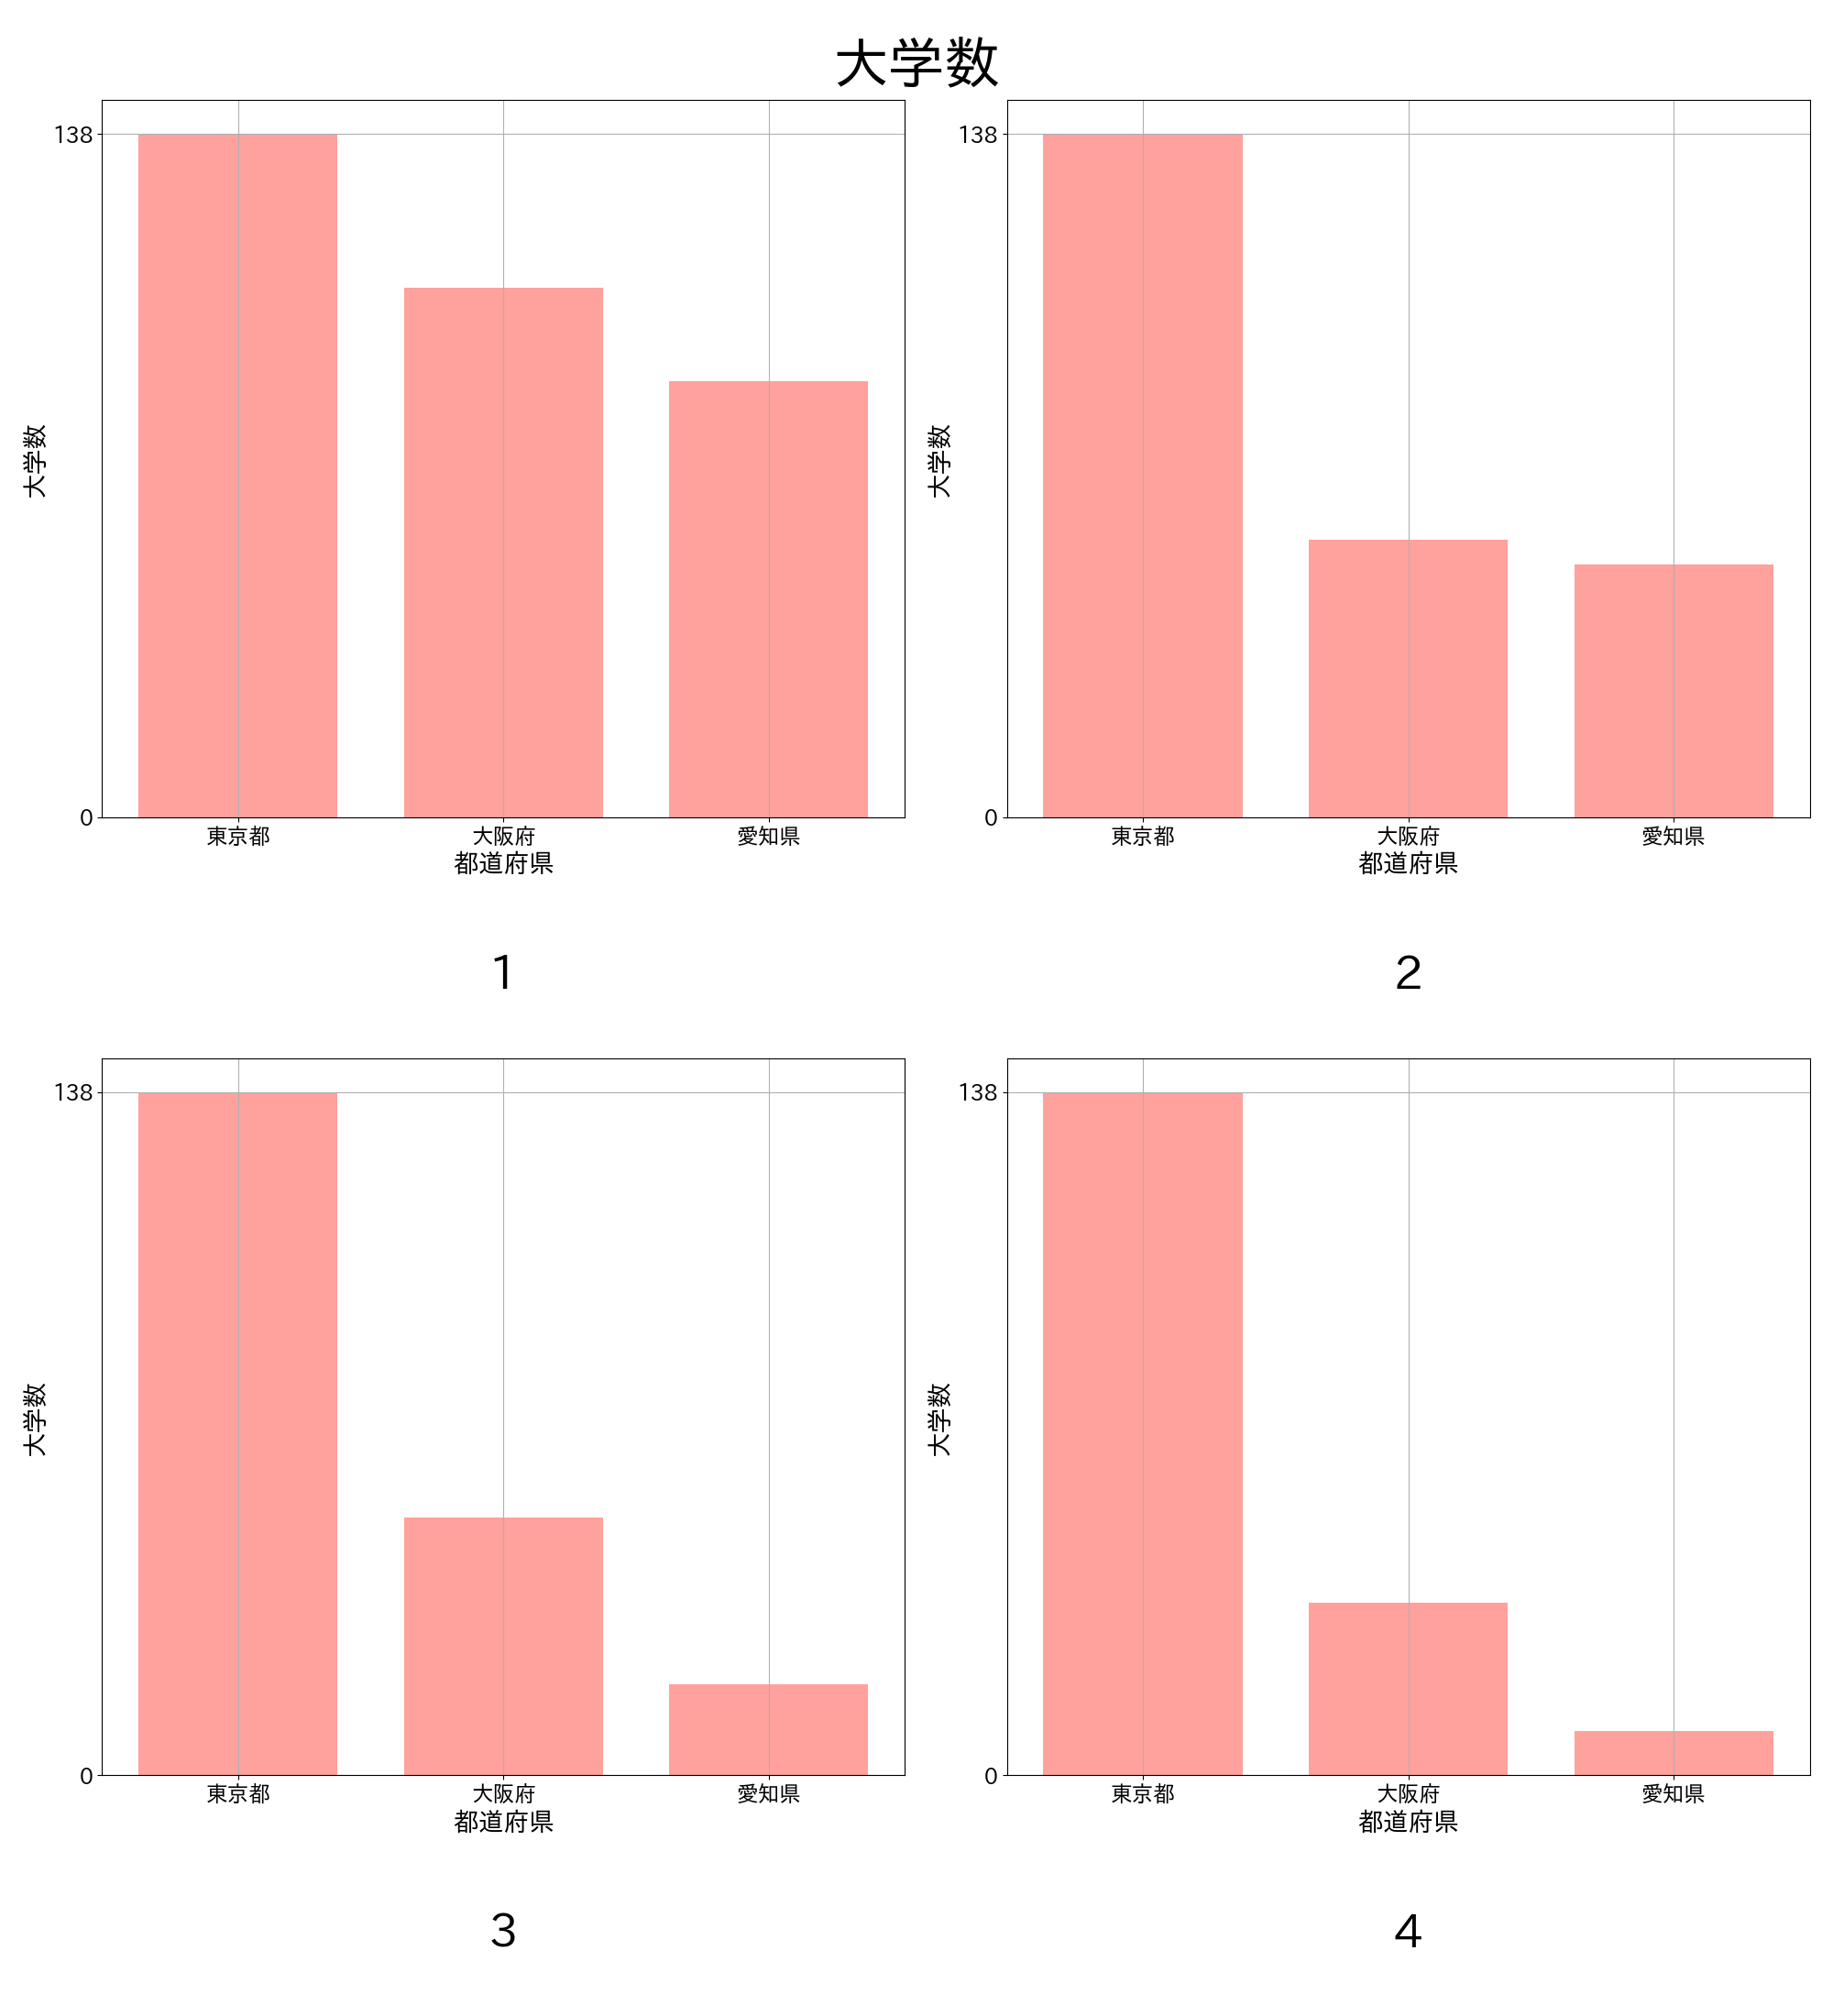 大学数
138
0
大学数
東京都 大阪府 愛知県
都道府県
1
138
0
大学数
東京都 大阪府 愛知県
都道府県
2
138
0
大学数
東京都 大阪府 愛知県
都道府県
3
138
0
大学数
東京都 大阪府 愛知県
都道府県
4